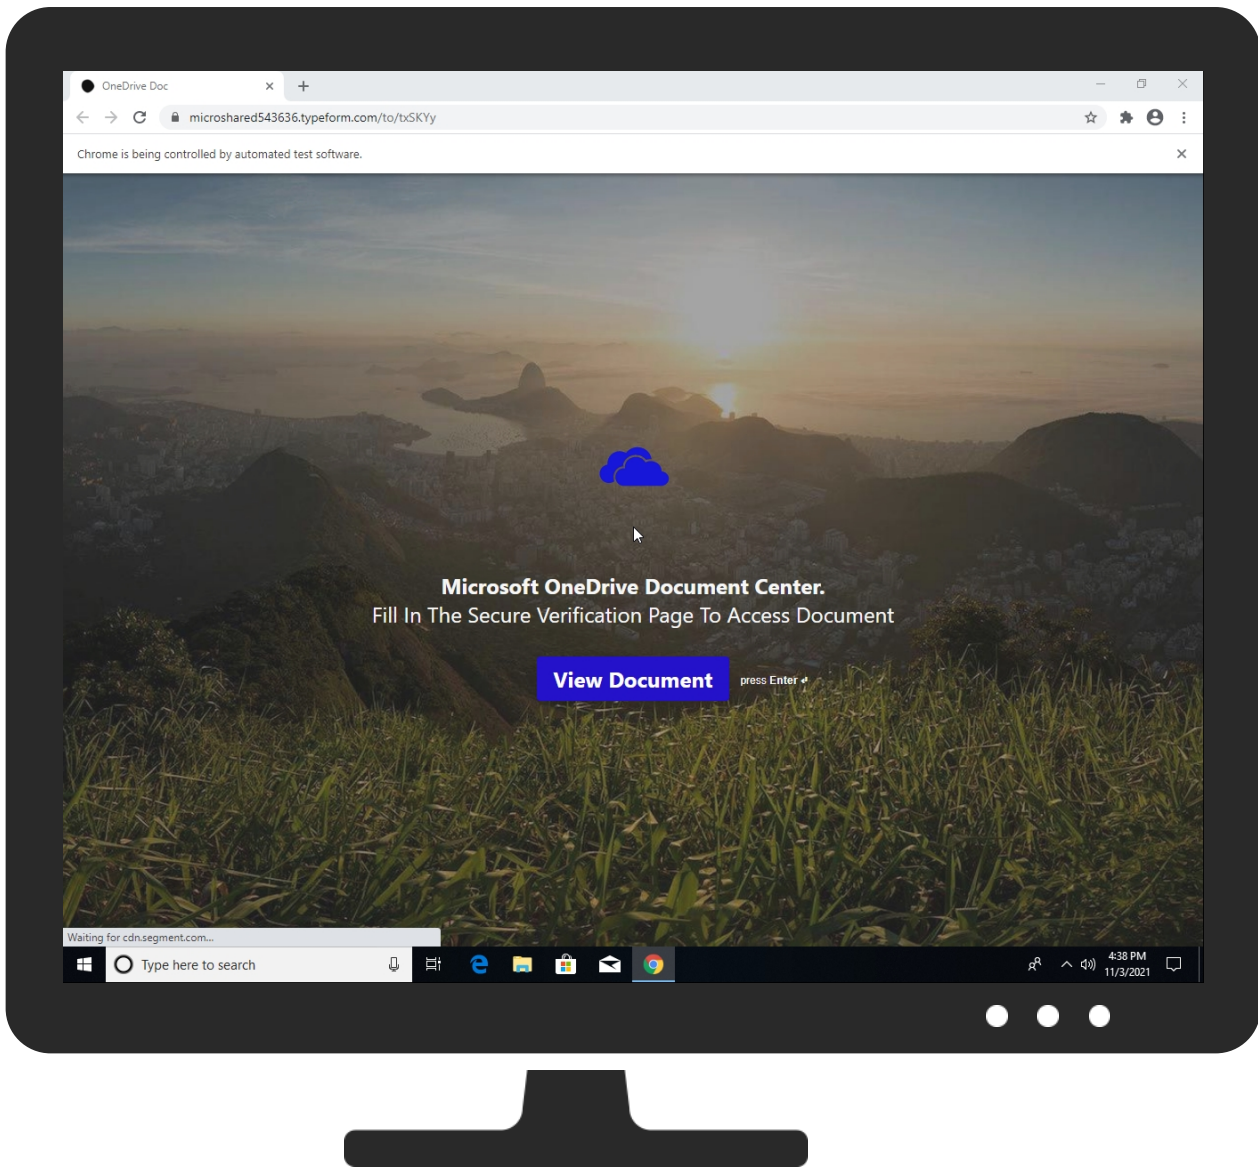 OneDrive Doc
microshared543636.typeform.com/to/txSKYy
Chrome is being controlled by automated test software.
Microsoft OneDrive Document Center.
Fill In The Secure Verification Page To Access Document
View Document press Enter ↵
Waiting for cdn.segment.com...
Type here to search
4:38 PM
11/3/2021